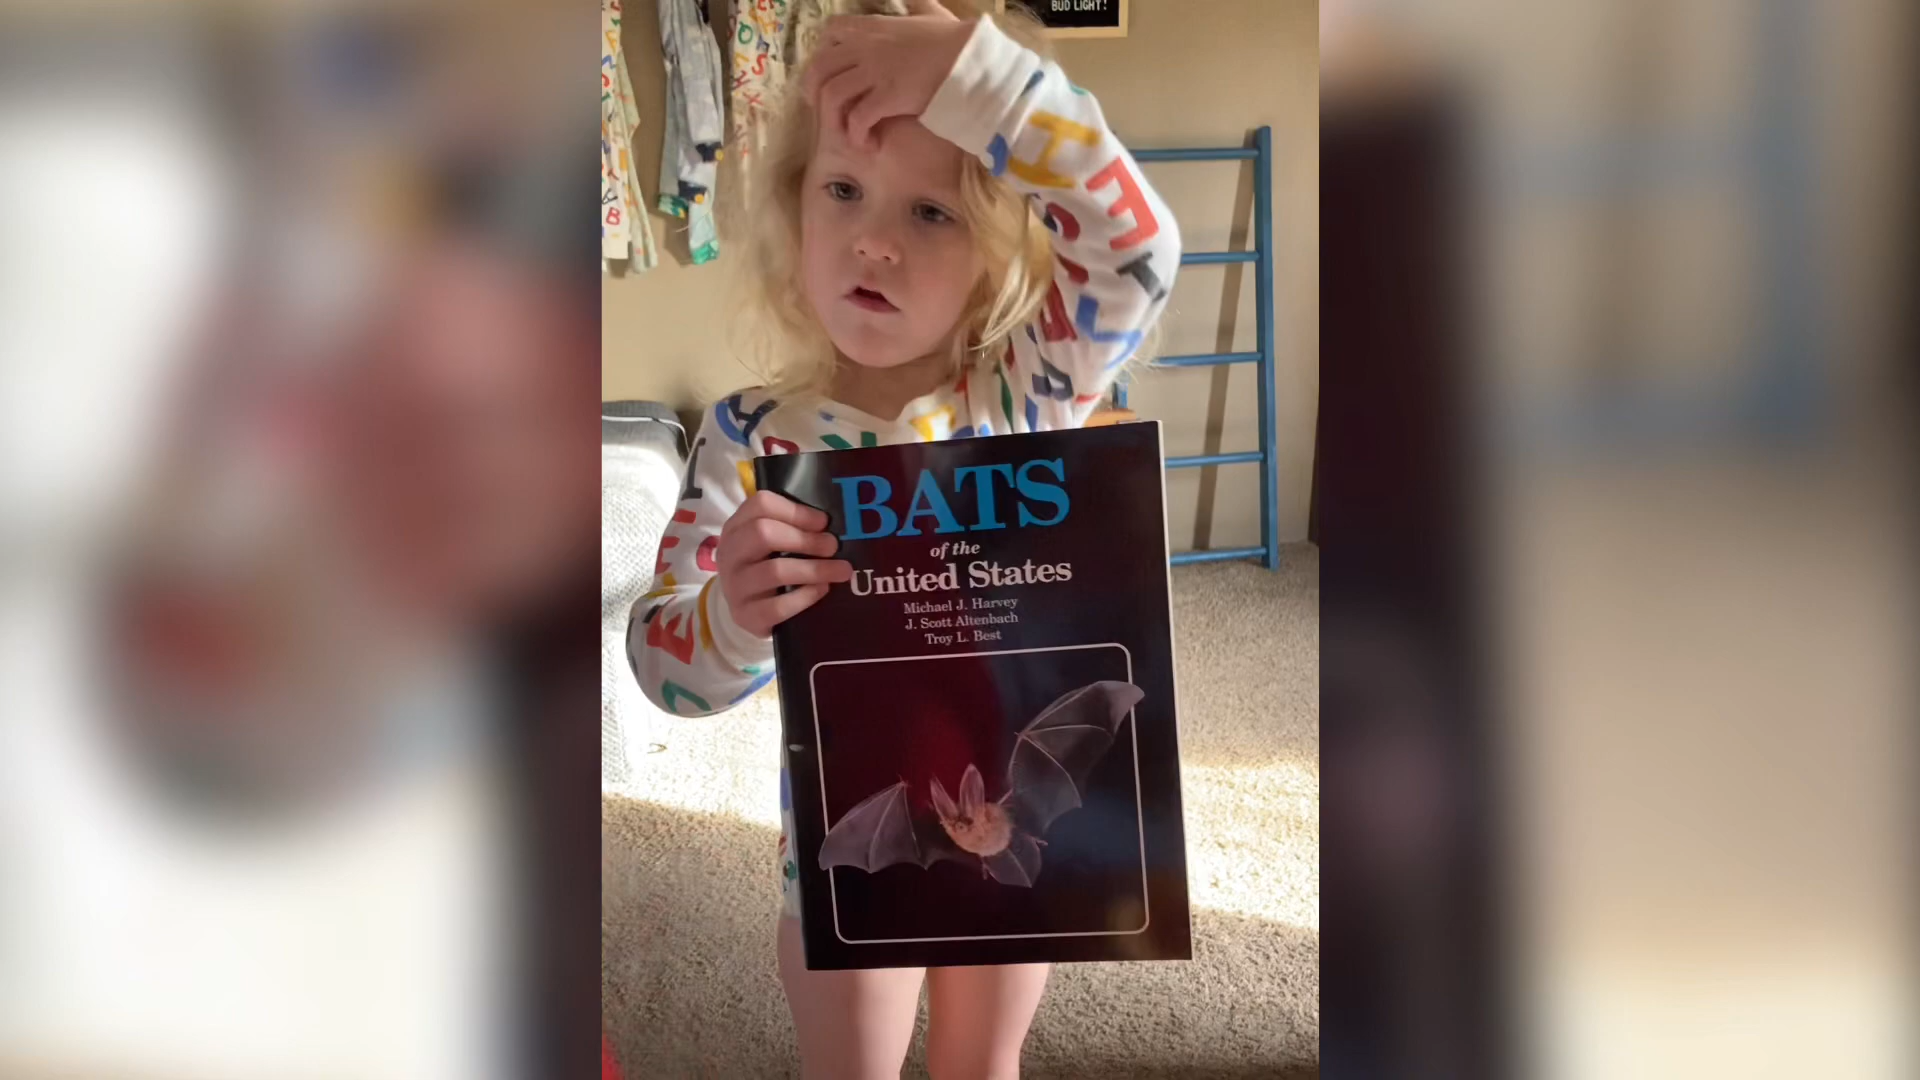 BUD LIGHT!
BATS
of the
United States
Michael J. Harvey
J. Scott Altenbach
Troy L. Best